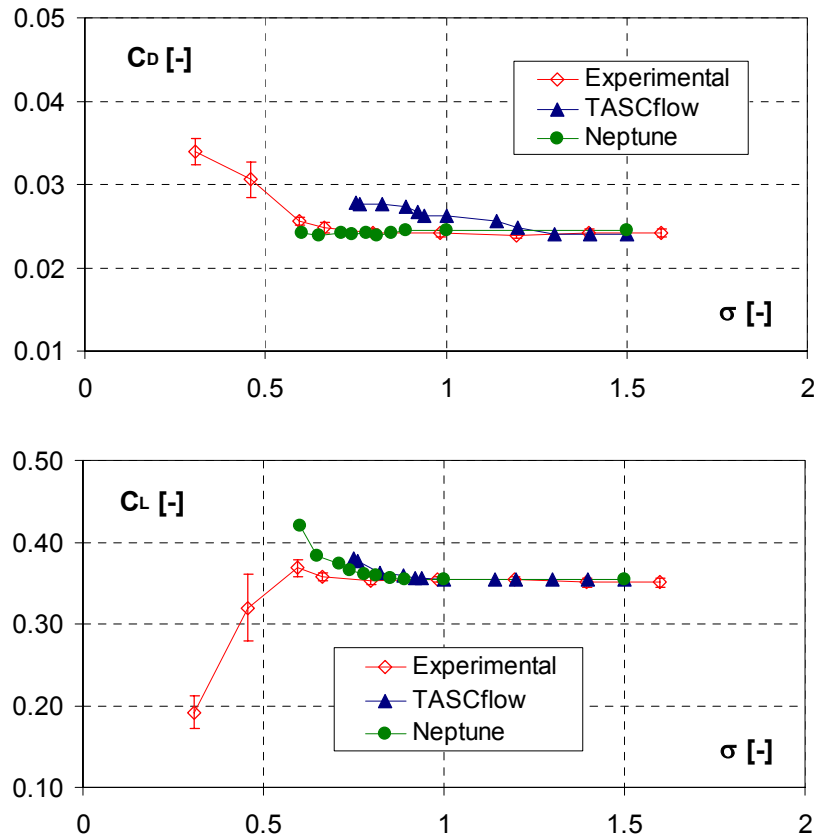 0.05
C_D [-]
Experimental
TASCflow
Neptune
0.04
0.03
0.02
σ [-]
0.01
0 0.5 1 1.5 2
0.50
C_L [-]
0.40
0.30
Experimental
TASCflow
Neptune
0.20
σ [-]
0.10
0 0.5 1 1.5 2